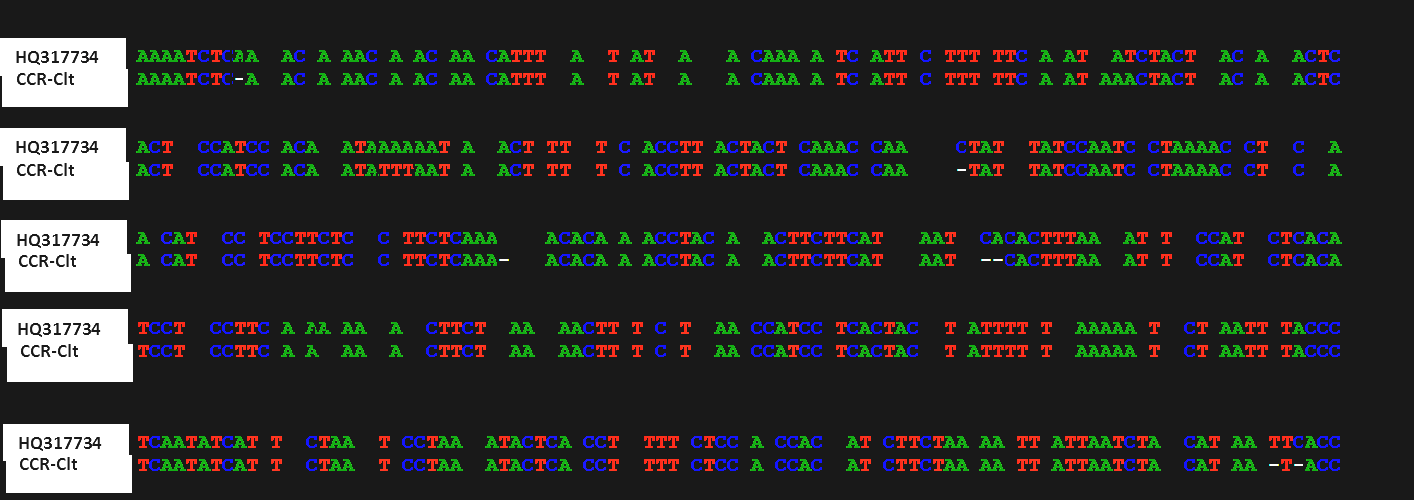 HQ317734 AAAATCTCAA AC A AAC A AC AA CATTT A T AT A A CAAA A TC ATT C TTT TTC A AT ATCTACT AC A ACTC
CCR-Clt AAAATCTC-A AC A AAC A AC AA CATTT A T AT A A CAAA A TC ATT C TTT TTC A AT AAACTACT AC A ACTC
HQ317734 ACT CCATCC ACA ATAAAAAAT A ACT TT T C ACCTT ACTACT CAAAC CAA CTAT TATCCAATC CTAAAAC CT C A
CCR-Clt ACT CCATCC ACA ATATTTAAT A ACT TT T C ACCTT ACTACT CAAAC CAA -TAT TATCCAATC CTAAAAC CT C A
HQ317734 A CAT CC TCCTTCTC C TTCTCAAA ACACA A ACCTAC A ACTTCTTCAT AAT CACACTTTAA AT T CCAT CTCACA
CCR-Clt A CAT CC TCCTTCTC C TTCTCAAA- ACACA A ACCTAC A ACTTCTTCAT AAT --CACTTTAA AT T CCAT CTCACA
HQ317734 TCCT CCTTC A AA AA A CTTCT AA AACTT T C T AA CCATCC TCACTAC T ATTTT T AAAAA T CT AATT TACCC
CCR-Clt TCCT CCTTC A A AA A CTTCT AA AACTT T C T AA CCATCC TCACTAC T ATTTT T AAAAA T CT AATT TACCC
HQ317734 TCAATATCAT T CTAA T CCTAA ATACTCA CCT TTT CTCC A CCAC AT CTTCTAA AA TT ATTAATCTA CAT AA TTCACC
CCR-Clt TCAATATCAT T CTAA T CCTAA ATACTCA CCT TTT CTCC A CCAC AT CTTCTAA AA TT ATTAATCTA CAT AA -T-ACC